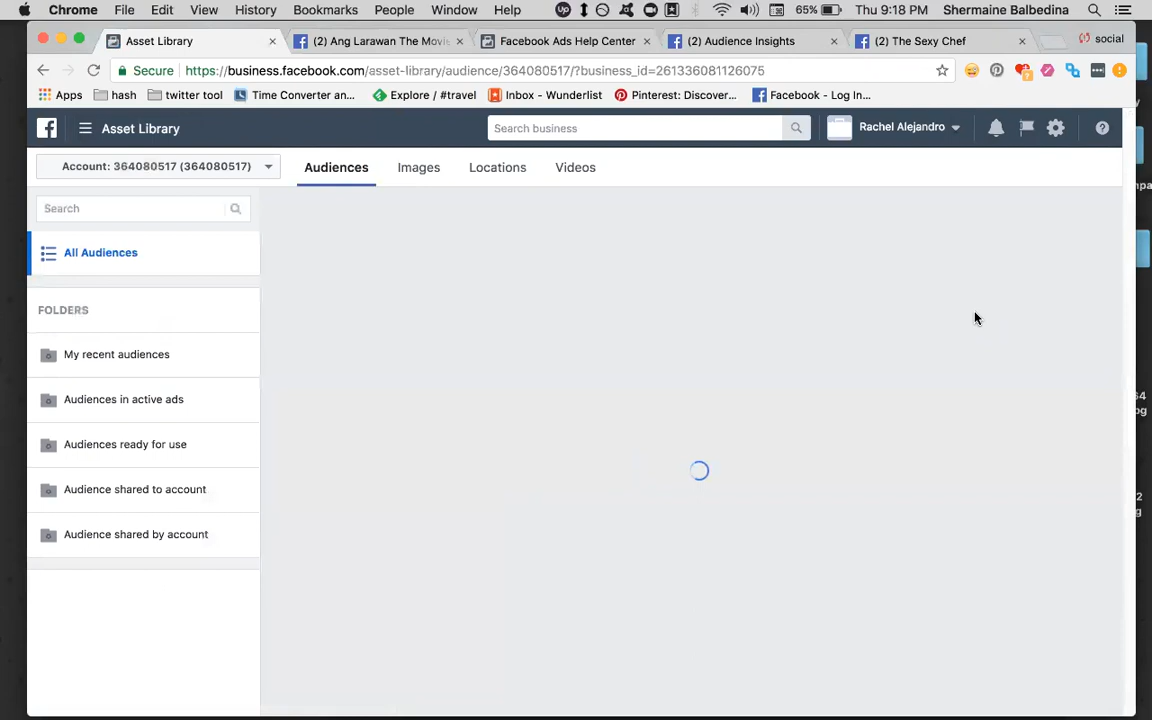 Chrome File Edit View History Bookmarks People Window Help 65% Thu 9:18 PM Shermaine Balbedina
Asset Library (2) Ang Larawan The Movie Facebook Ads Help Center (2) Audience Insights (2) The Sexy Chef social
Secure https://business.facebook.com/asset-library/audience/364080517/?business_id=261336081126075
Apps hash twitter tool Time Converter an... Explore / #travel Inbox - Wunderlist Pinterest: Discover... Facebook - Log In...
Asset Library Search business Rachel Alejandro
Account: 364080517 (364080517) Audiences Images Locations Videos
Search
All Audiences
FOLDERS
My recent audiences
Audiences in active ads
Audiences ready for use
Audience shared to account
Audience shared by account